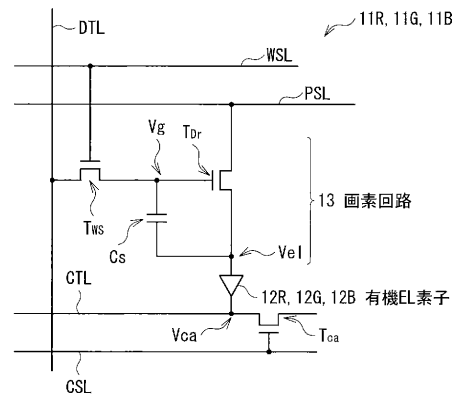 DTL
11R, 11G, 11B
WSL
PSL
Vg
TDr
TWS
Cs
13 画素回路
Vel
CTL
12R, 12G, 12B 有機EL素子
Vca
Tca
CSL